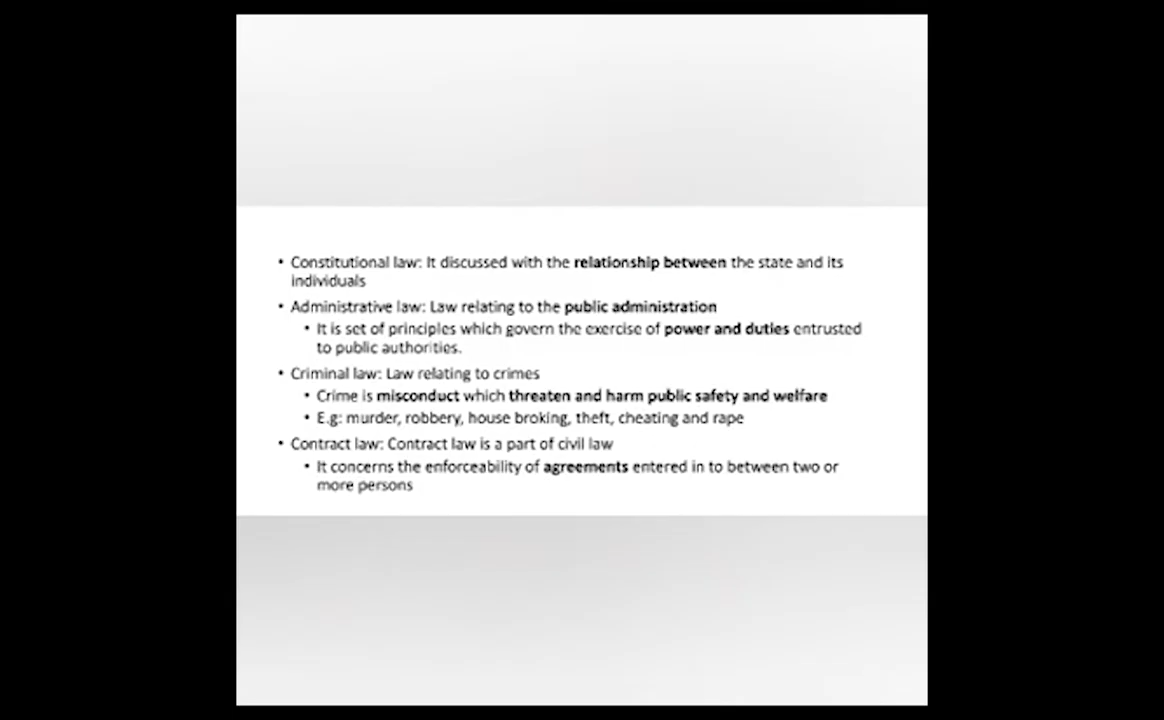 • Constitutional law: It discussed with the relationship between the state and its
individuals
• Administrative law: Law relating to the public administration
• It is set of principles which govern the exercise of power and duties entrusted
to public authorities.
• Criminal law: Law relating to crimes
• Crime is misconduct which threaten and harm public safety and welfare
• E.g: murder, robbery, house broking, theft, cheating and rape
• Contract law: Contract law is a part of civil law
• It concerns the enforceability of agreements entered in to between two or
more persons